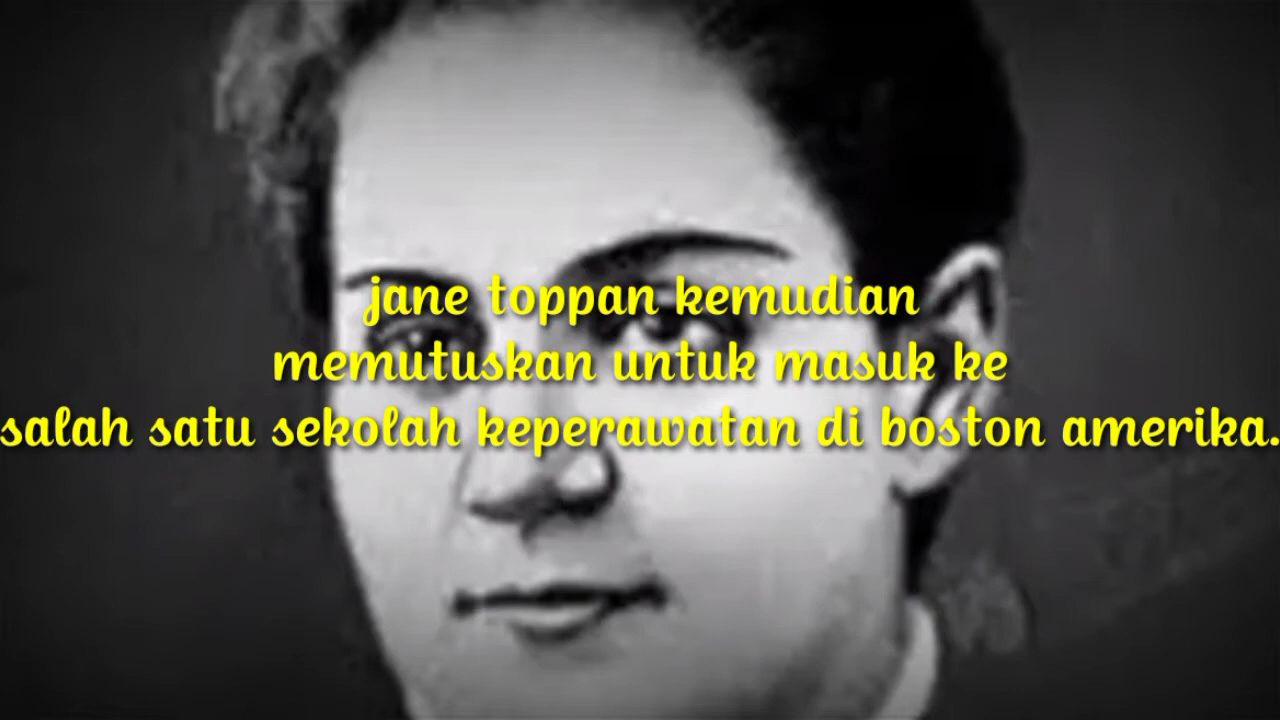 jane toppan kemudian
memutuskan untuk masuk ke
salah satu sekolah keperawatan di boston amerika.